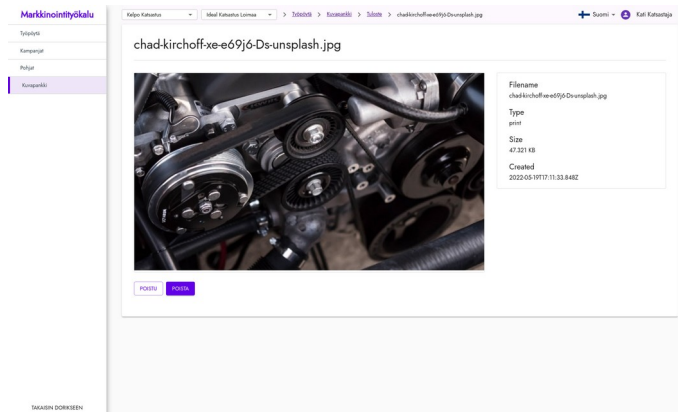 Markkinointityökalu
Kelpo Katsastus
Ideal Katsastus Loimaa
> Työpöytä > Kuvapankki > Tulosta > chad-kirchoff-xe-e69j6-Ds-unsplash.jpg
Suomi
Kati Katsastaja
Työpöytä
Kampanjat
Pohjat
Kuvapankki
chad-kirchoff-xe-e69j6-Ds-unsplash.jpg
Filename
chad-kirchoff-xe-e69j6-Ds-unsplash.jpg
Type
print
Size
47.321 KB
Created
2022-05-19T17:11:33.848Z
POISTU
POISTA
TAKAISIN DORIKSEEN